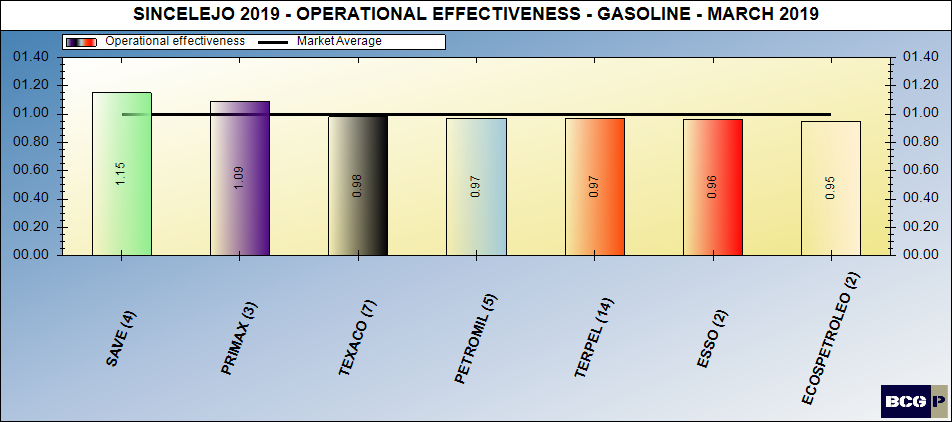 SINCELEJO 2019 - OPERATIONAL EFFECTIVENESS - GASOLINE - MARCH 2019
Operational effectiveness Market Average
01.40 01.40
01.20 01.20
01.00 01.00
00.80 00.80
00.60 00.60
00.40 00.40
00.20 00.20
00.00 00.00
1.15 1.09 0.98 0.97 0.97 0.96 0.95
SAVE (4)
PRIMAX (3)
TEXACO (7)
PETROMIL (5)
TERPEL (14)
ESSO (2)
ECOSPETROLEO (2)
BCG P